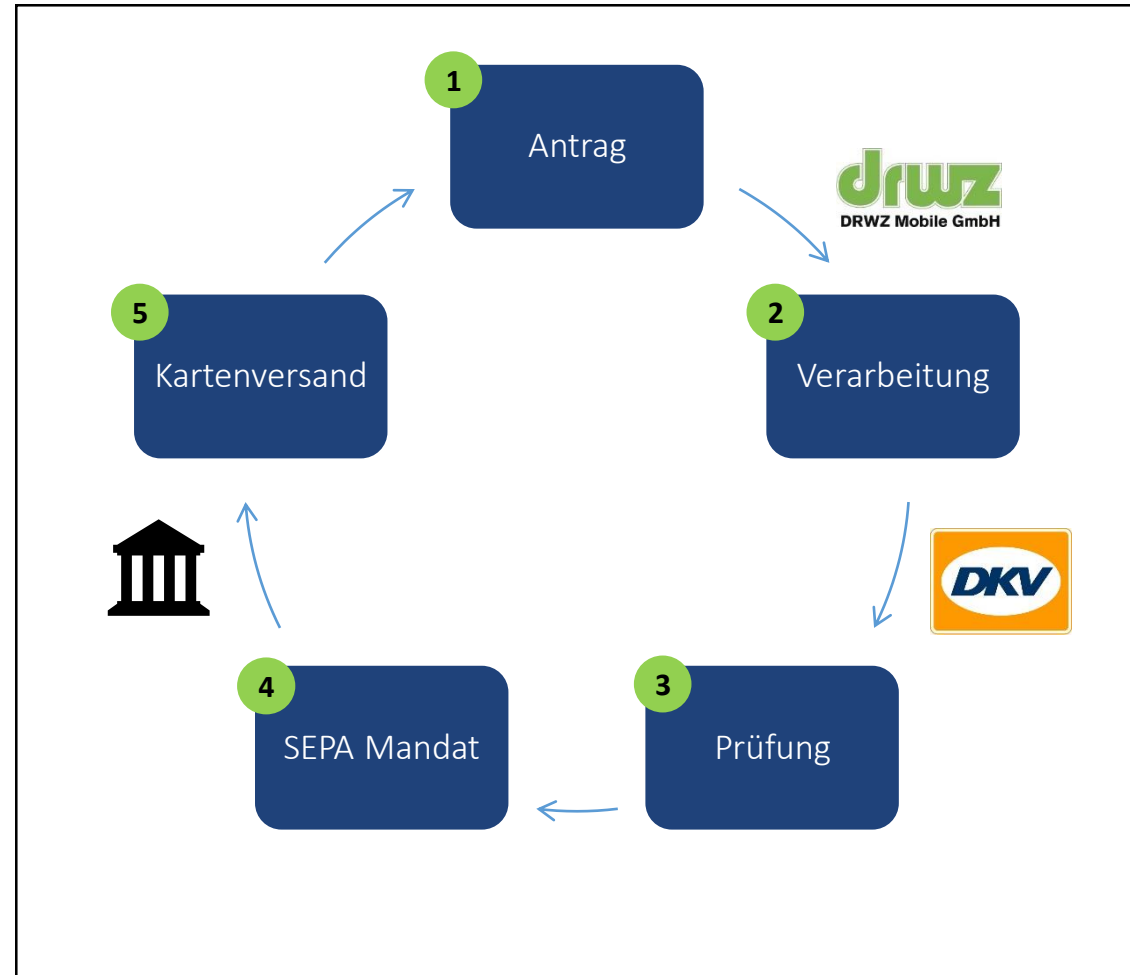 1
Antrag
drwz
DRWZ Mobile GmbH
5
Kartenversand
2
Verarbeitung
DKV
4
SEPA Mandat
3
Prüfung